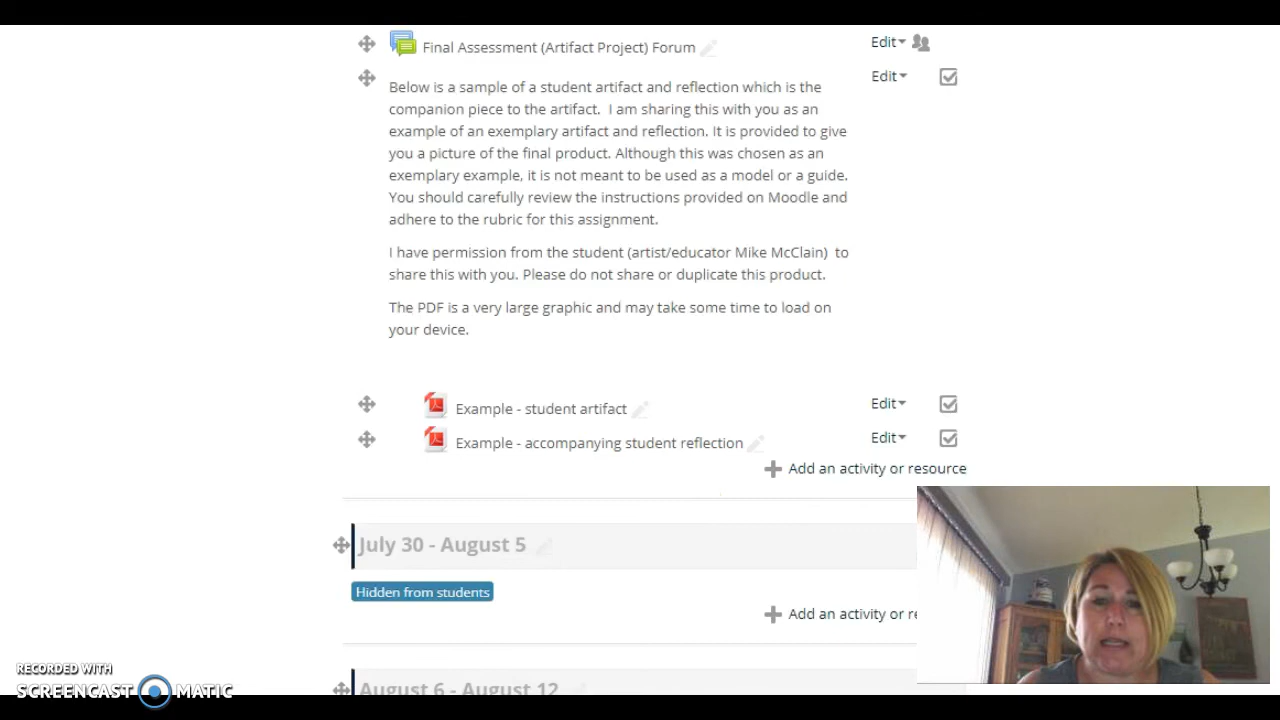 Final Assessment (Artifact Project) Forum
Edit
Edit
Below is a sample of a student artifact and reflection which is the
companion piece to the artifact.  I am sharing this with you as an
example of an exemplary artifact and reflection. It is provided to give
you a picture of the final product. Although this was chosen as an
exemplary example, it is not meant to be used as a model or a guide.
You should carefully review the instructions provided on Moodle and
adhere to the rubric for this assignment.
I have permission from the student (artist/educator Mike McClain)  to
share this with you. Please do not share or duplicate this product.
The PDF is a very large graphic and may take some time to load on
your device.
Example - student artifact
Edit
Example - accompanying student reflection
Edit
Add an activity or resource
July 30 - August 5
Hidden from students
Add an activity or re
August 6 - August 12
RECORDED WITH
SCREENCAST MATIC